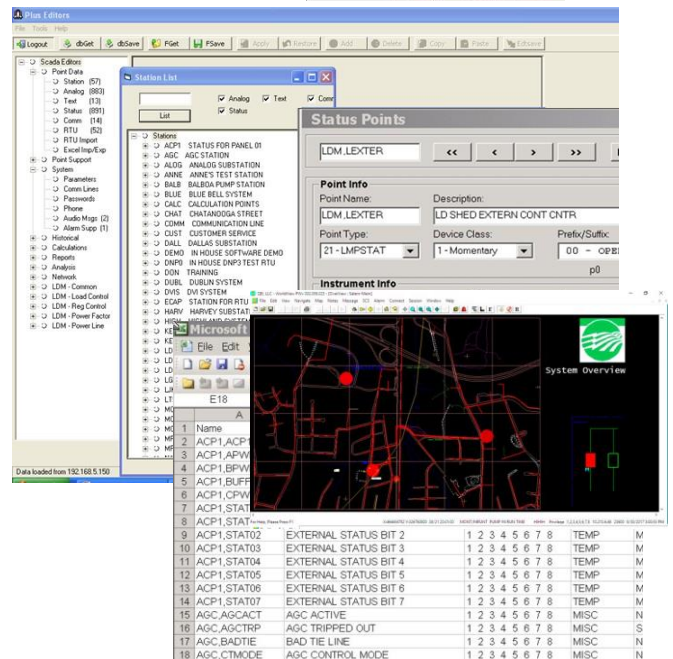 Plus Editors
File Tools Help
Logout dbGet dbSave FGet FSave Apply Restore Add Delete Copy Paste
Scada Editors
Point Data
Station (57)
Analog (883)
Text (13)
Status (891)
Comm (14)
RTU (52)
RTU Import
Excel Imp/Exp
Point Support
System
Parameters
Comm Lines
Passwords
Phone
Audio Msgs (2)
Alarm Supp (1)
Historical
Calculations
Reports
Analysis
Network
LDM - Common
LDM - Load Control
LDM - Reg Control
LDM - Power Factor
LDM - Power Line
Data loaded from 192.168.5.150
Station List
Analog Text
List Status
Stations
ACP1 STATUS FOR PANEL 01
AGC AGC STATION
ALOG ANALOG SUBSTATION
ANNE ANNE'S TEST STATION
BALB BALBOA PUMP STATION
BLUE BLUE BELL SYSTEM
CALC CALCULATION POINTS
CHAT CHATANOOGA STREET
COMM COMMUNICATION LINE
CUST CUSTOMER STATION
DALL DALLAS SUBSTATION
DEMO IN HOUSE SOFTWARE DEMO
DNP0 IN HOUSE DNP3 TEST RTU
DON TRAINING
DUBL DUBLIN SYSTEM
DVIS DVI SYSTEM
ECAP STATION FOR RTU
HARV HARVEY SUBSTATI
Status Points
LDM,LEXTER << < > >>
Point Info
Point Name: Description:
LDM,LEXTER LD SHED EXTERN CONT CNTR
Point Type: Device Class: Prefix/Suffix:
21 - LMPSTAT 1 - Momentary 00 - OPE
p0
Instrument Info
System Overview
Microsoft
File Edit
E18
A
1 Name
2 ACP1,ACP1
3 ACP1,APW
4 ACP1,BPW
5 ACP1,BUFF
6 ACP1,CPW
7 ACP1,STAT
8 ACP1,STAT
9 ACP1,STAT02 EXTERNAL STATUS BIT 2 1 2 3 4 5 6 7 8 TEMP M
10 ACP1,STAT03 EXTERNAL STATUS BIT 3 1 2 3 4 5 6 7 8 TEMP M
11 ACP1,STAT04 EXTERNAL STATUS BIT 4 1 2 3 4 5 6 7 8 TEMP M
12 ACP1,STAT05 EXTERNAL STATUS BIT 5 1 2 3 4 5 6 7 8 TEMP M
13 ACP1,STAT06 EXTERNAL STATUS BIT 6 1 2 3 4 5 6 7 8 TEMP M
14 ACP1,STAT07 EXTERNAL STATUS BIT 7 1 2 3 4 5 6 7 8 TEMP M
15 AGC,AGCACT AGC ACTIVE 1 2 3 4 5 6 7 8 MISC N
16 AGC,AGCTRP AGC TRIPPED OUT 1 2 3 4 5 6 7 8 MISC S
17 AGC,BADTIE BAD TIE LINE 1 2 3 4 5 6 7 8 MISC N
18 AGC,CTMODE AGC CONTROL MODE 1 2 3 4 5 6 7 8 MISC N